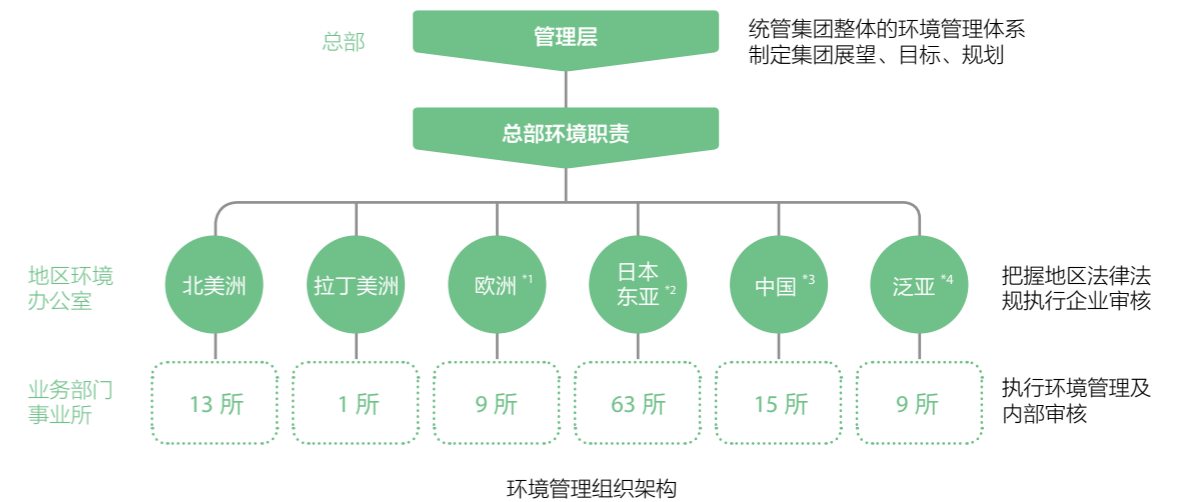 总部
管理层
统管集团整体的环境管理体系
制定集团展望、目标、规划
总部环境职责
地区环境
办公室
北美洲
拉丁美洲
欧洲 *1
日本
东亚 *2
中国 *3
泛亚 *4
把握地区法律法
规执行企业审核
业务部门
事业所
13 所
1 所
9 所
63 所
15 所
9 所
执行环境管理及
内部审核
环境管理组织架构